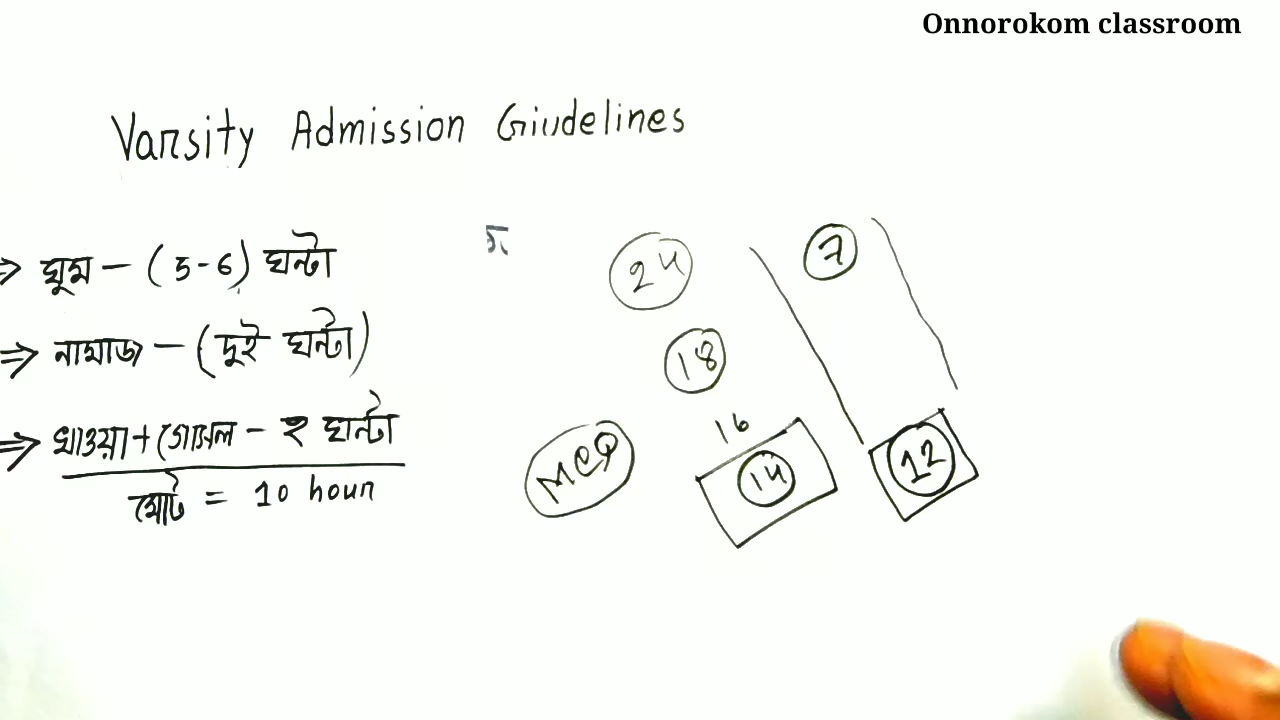 Onnorokom classroom
Varsity Admission Giudelines
⇒ ঘুম - (5-6) ঘন্টা
⇒ নামাজ - (দুই ঘন্টা)
⇒ খাওয়া + গোসল - ২ ঘন্টা
মোট = 10 hour
24
7
18
16
14
12
MCQ